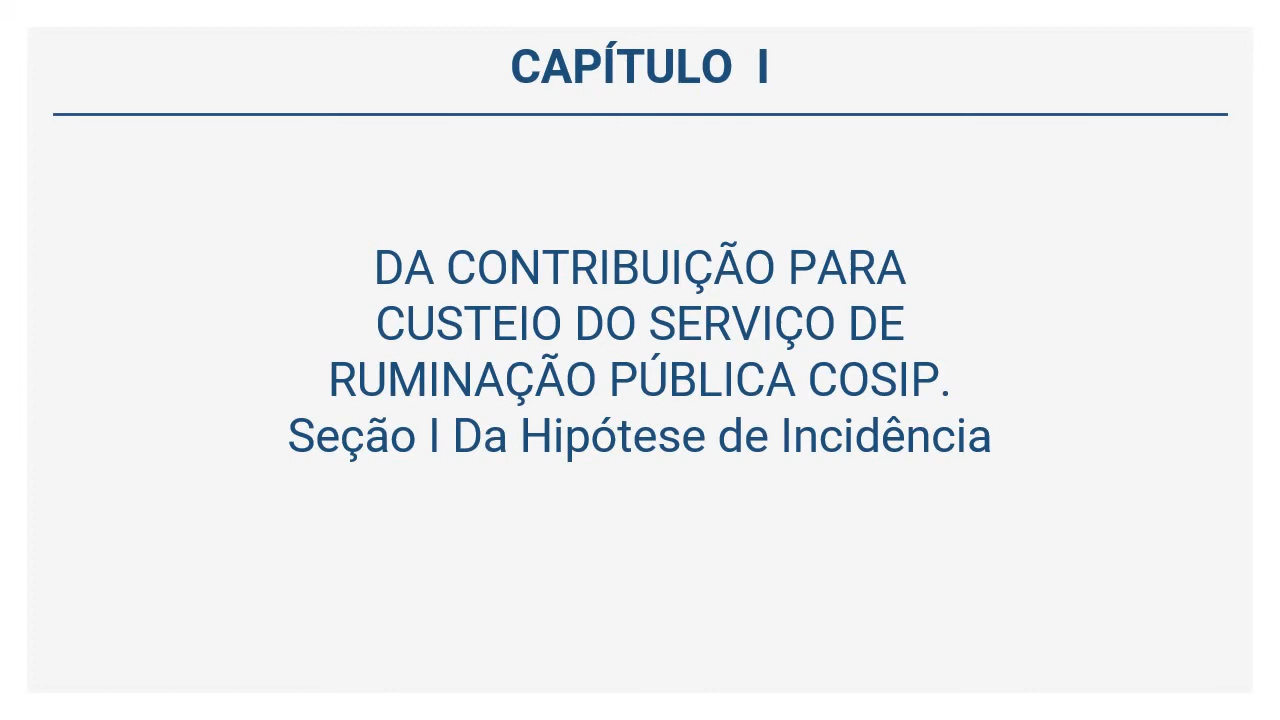 CAPÍTULO I
DA CONTRIBUIÇÃO PARA
CUSTEIO DO SERVIÇO DE
RUMINAÇÃO PÚBLICA COSIP.
Seção I Da Hipótese de Incidência